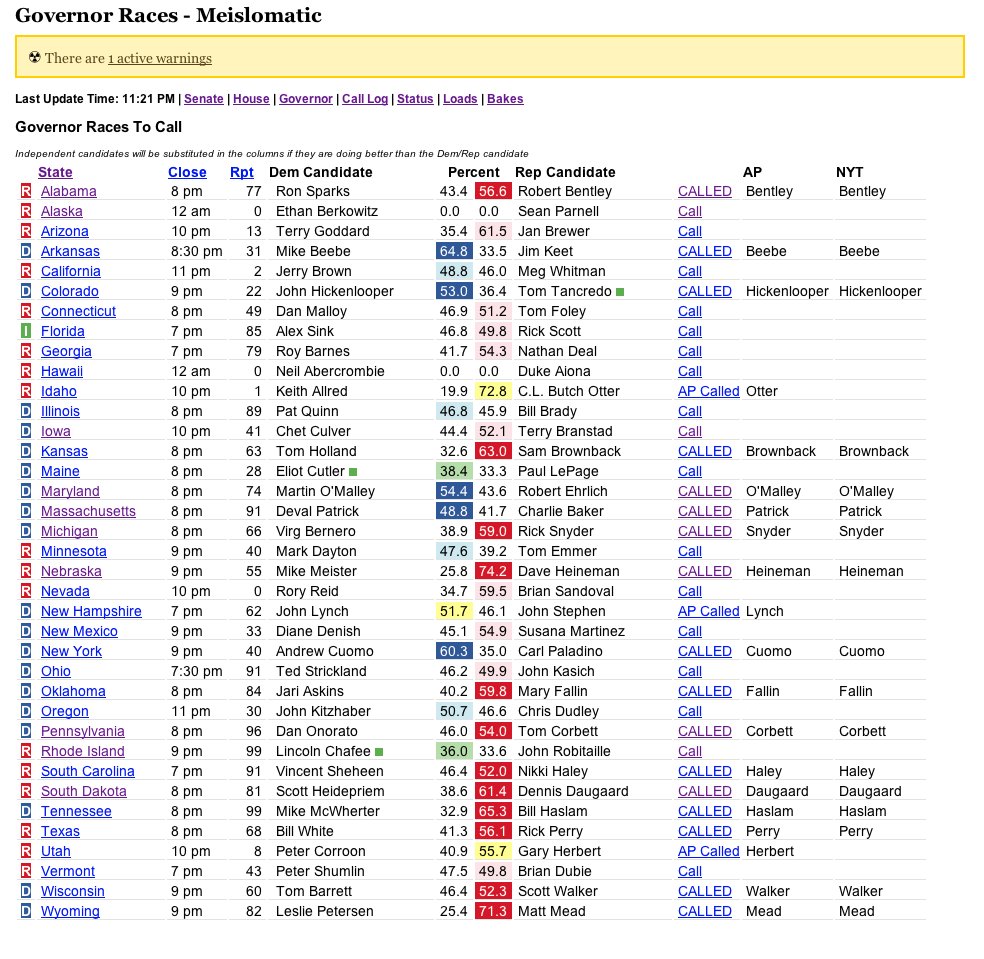 Governor Races - Meislomatic
☢ There are 1 active warnings
Last Update Time: 11:21 PM | Senate | House | Governor | Call Log | Status | Loads | Bakes
Governor Races To Call
Independent candidates will be substituted in the columns if they are doing better than the Dem/Rep candidate
State Close Rpt Dem Candidate Percent Rep Candidate AP NYT
R Alabama 8 pm 77 Ron Sparks 43.4 56.6 Robert Bentley CALLED Bentley Bentley
R Alaska 12 am 0 Ethan Berkowitz 0.0 0.0 Sean Parnell Call
R Arizona 10 pm 13 Terry Goddard 35.4 61.5 Jan Brewer Call
D Arkansas 8:30 pm 31 Mike Beebe 64.8 33.5 Jim Keet CALLED Beebe Beebe
R California 11 pm 2 Jerry Brown 48.8 46.0 Meg Whitman Call
D Colorado 9 pm 22 John Hickenlooper 53.0 36.4 Tom Tancredo CALLED Hickenlooper Hickenlooper
R Connecticut 8 pm 49 Dan Malloy 46.9 51.2 Tom Foley Call
I Florida 7 pm 85 Alex Sink 46.8 49.8 Rick Scott Call
R Georgia 7 pm 79 Roy Barnes 41.7 54.3 Nathan Deal Call
R Hawaii 12 am 0 Neil Abercrombie 0.0 0.0 Duke Aiona Call
R Idaho 10 pm 1 Keith Allred 19.9 72.8 C.L. Butch Otter AP Called Otter
D Illinois 8 pm 89 Pat Quinn 46.8 45.9 Bill Brady Call
D Iowa 10 pm 41 Chet Culver 44.4 52.1 Terry Branstad Call
D Kansas 8 pm 63 Tom Holland 32.6 63.0 Sam Brownback CALLED Brownback Brownback
D Maine 8 pm 28 Eliot Cutler 38.4 33.3 Paul LePage Call
D Maryland 8 pm 74 Martin O'Malley 54.4 43.6 Robert Ehrlich CALLED O'Malley O'Malley
D Massachusetts 8 pm 91 Deval Patrick 48.8 41.7 Charlie Baker CALLED Patrick Patrick
D Michigan 8 pm 66 Virg Bernero 38.9 59.0 Rick Snyder CALLED Snyder Snyder
R Minnesota 9 pm 40 Mark Dayton 47.6 39.2 Tom Emmer Call
R Nebraska 9 pm 55 Mike Meister 25.8 74.2 Dave Heineman CALLED Heineman Heineman
R Nevada 10 pm 0 Rory Reid 34.7 59.5 Brian Sandoval Call
D New Hampshire 7 pm 62 John Lynch 51.7 46.1 John Stephen AP Called Lynch
D New Mexico 9 pm 33 Diane Denish 45.1 54.9 Susana Martinez Call
D New York 9 pm 40 Andrew Cuomo 60.3 35.0 Carl Paladino CALLED Cuomo Cuomo
D Ohio 7:30 pm 91 Ted Strickland 46.2 49.9 John Kasich Call
D Oklahoma 8 pm 84 Jari Askins 40.2 59.8 Mary Fallin CALLED Fallin Fallin
D Oregon 11 pm 30 John Kitzhaber 50.7 46.6 Chris Dudley Call
D Pennsylvania 8 pm 96 Dan Onorato 46.0 54.0 Tom Corbett CALLED Corbett Corbett
R Rhode Island 9 pm 99 Lincoln Chafee 36.0 33.6 John Robitaille Call
R South Carolina 7 pm 91 Vincent Sheheen 46.4 52.0 Nikki Haley CALLED Haley Haley
R South Dakota 8 pm 81 Scott Heidepriem 38.6 61.4 Dennis Daugaard CALLED Daugaard Daugaard
D Tennessee 8 pm 99 Mike McWherter 32.9 65.3 Bill Haslam CALLED Haslam Haslam
R Texas 8 pm 68 Bill White 41.3 56.1 Rick Perry CALLED Perry Perry
R Utah 10 pm 8 Peter Corroon 40.9 55.7 Gary Herbert AP Called Herbert
R Vermont 7 pm 43 Peter Shumlin 47.5 49.8 Brian Dubie Call
D Wisconsin 9 pm 60 Tom Barrett 46.4 52.3 Scott Walker CALLED Walker Walker
D Wyoming 9 pm 82 Leslie Petersen 25.4 71.3 Matt Mead CALLED Mead Mead